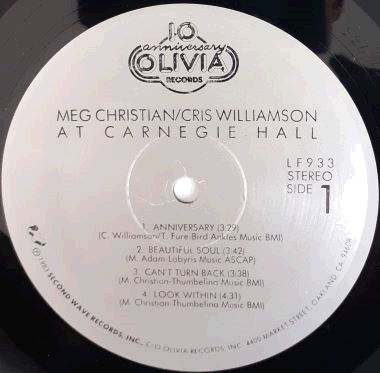 10
anniversary
OLIVIA
RECORDS
MEG CHRISTIAN/CRIS WILLIAMSON
AT CARNEGIE HALL
LF933
STEREO
SIDE 1
1. ANNIVERSARY (3:29)
(C. Williamson/T. Fure-Bird Ankles Music BMI)
2. BEAUTIFUL SOUL (3:42)
(M. Adam-Labyris Music ASCAP)
3. CAN'T TURN BACK (3:38)
(M. Christian-Thumbelina Music BMI)
4. LOOK WITHIN (4:31)
(M. Christian-Thumbelina Music BMI)
℗ © 1983 SECOND WAVE RECORDS, INC., C/O OLIVIA RECORDS, INC. 4400 MARKET STREET, OAKLAND, CA. 94608